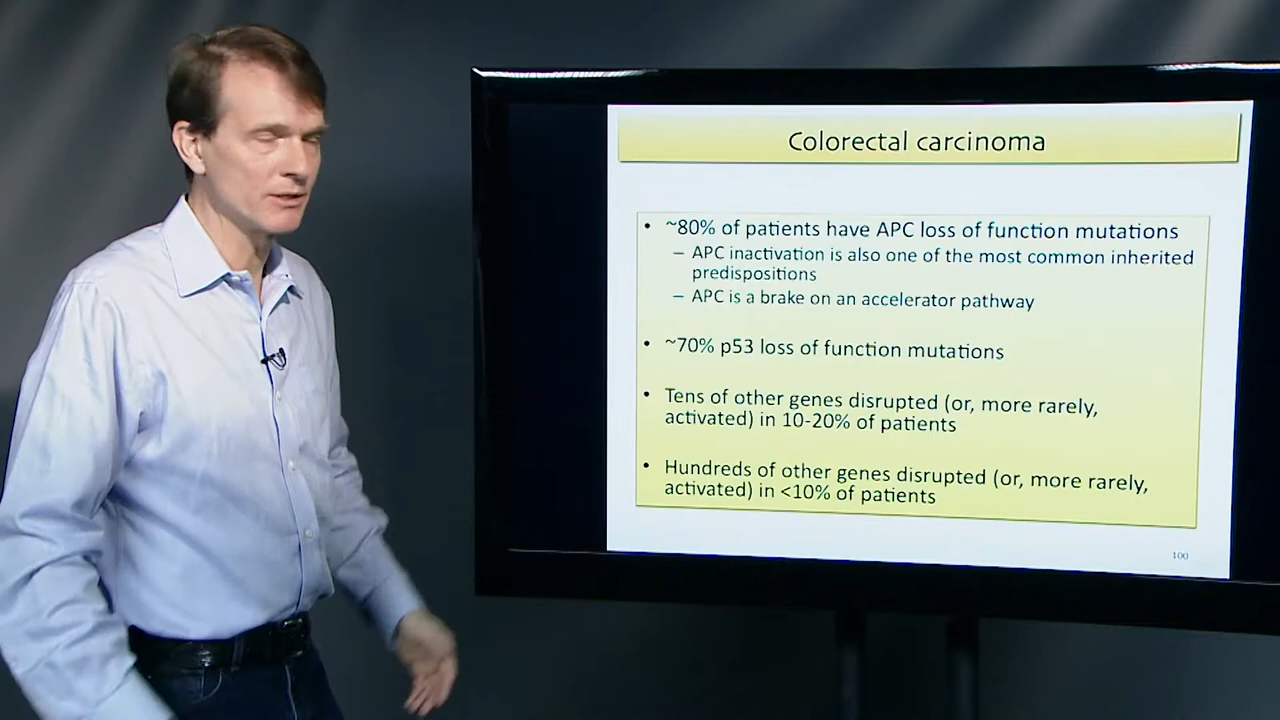 Colorectal carcinoma
• ~80% of patients have APC loss of function mutations
– APC inactivation is also one of the most common inherited
predispositions
– APC is a brake on an accelerator pathway
• ~70% p53 loss of function mutations
• Tens of other genes disrupted (or, more rarely,
activated) in 10-20% of patients
• Hundreds of other genes disrupted (or, more rarely,
activated) in <10% of patients
100